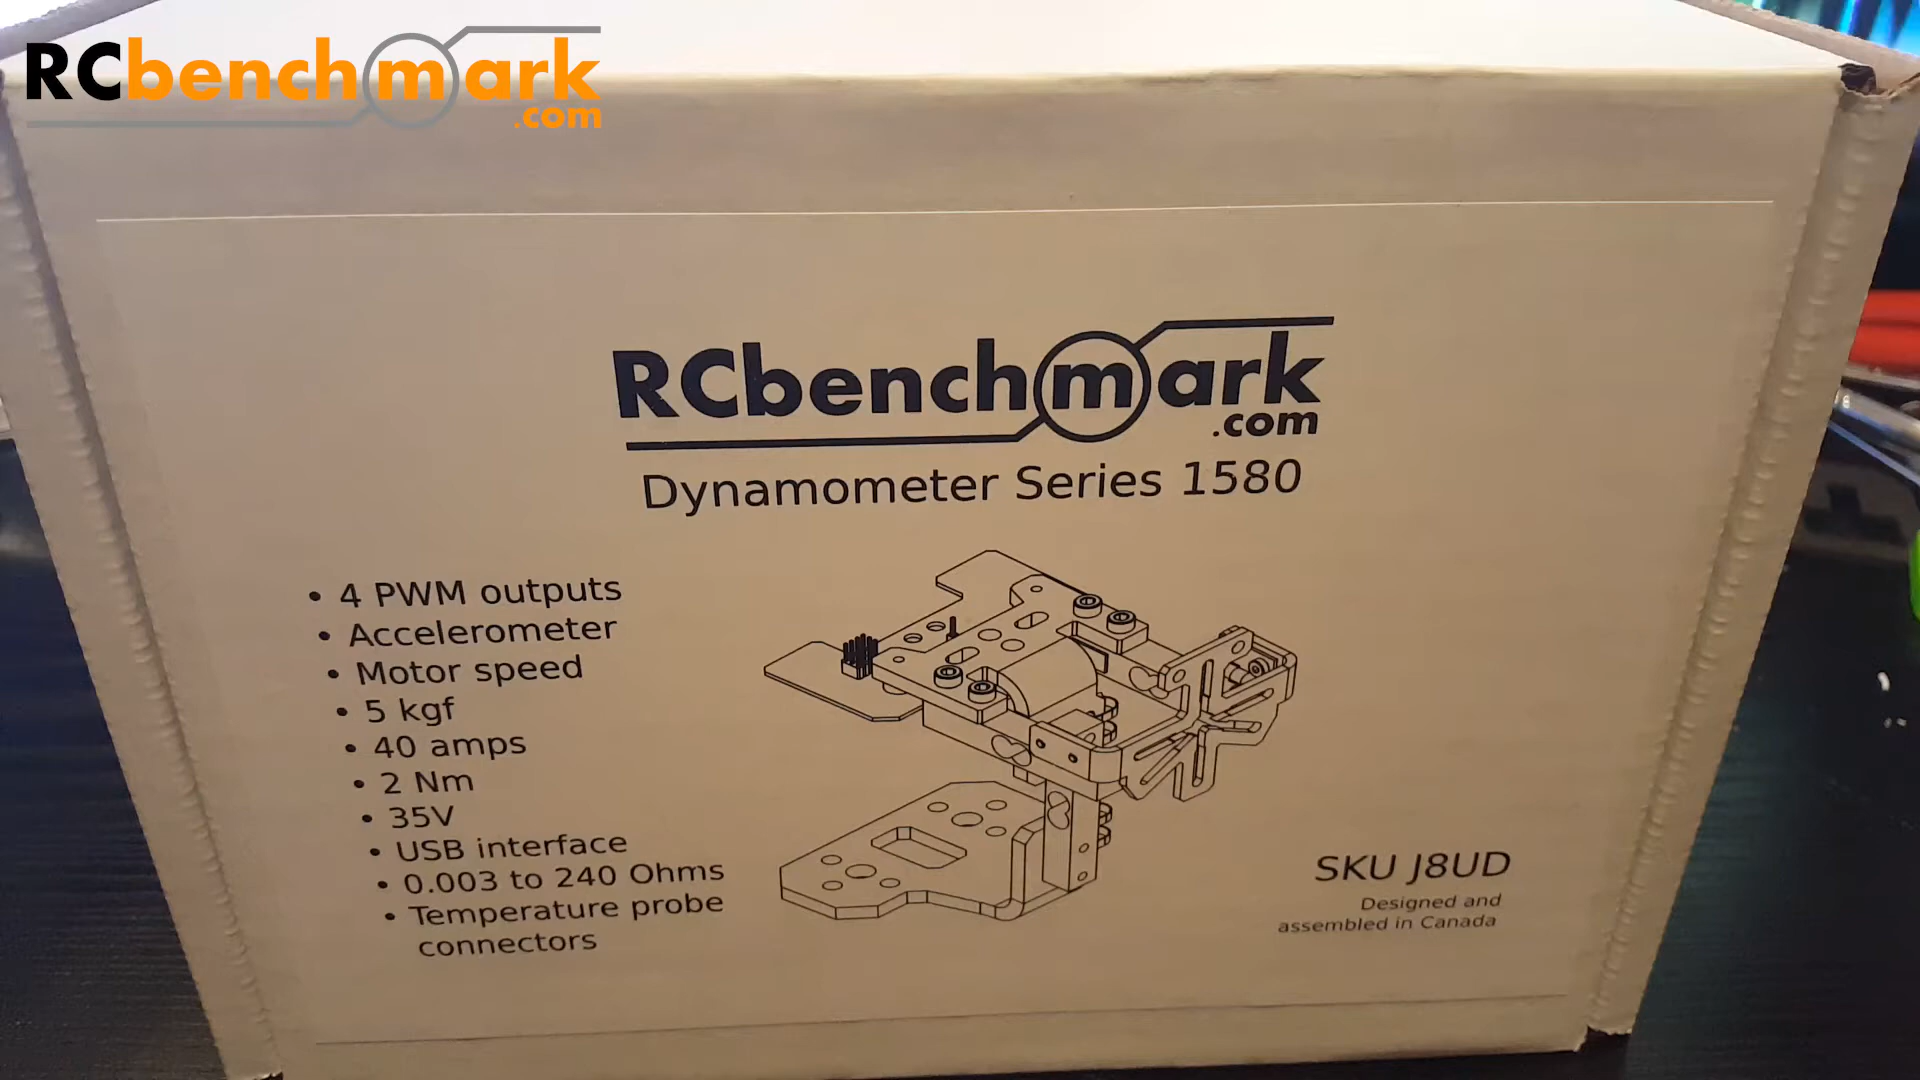 RCbenchmark
.com
RCbenchmark
.com
Dynamometer Series 1580
• 4 PWM outputs
• Accelerometer
• Motor speed
• 5 kgf
• 40 amps
• 2 Nm
• 35V
• USB interface
• 0.003 to 240 Ohms
• Temperature probe
connectors
SKU J8UD
Designed and
assembled in Canada